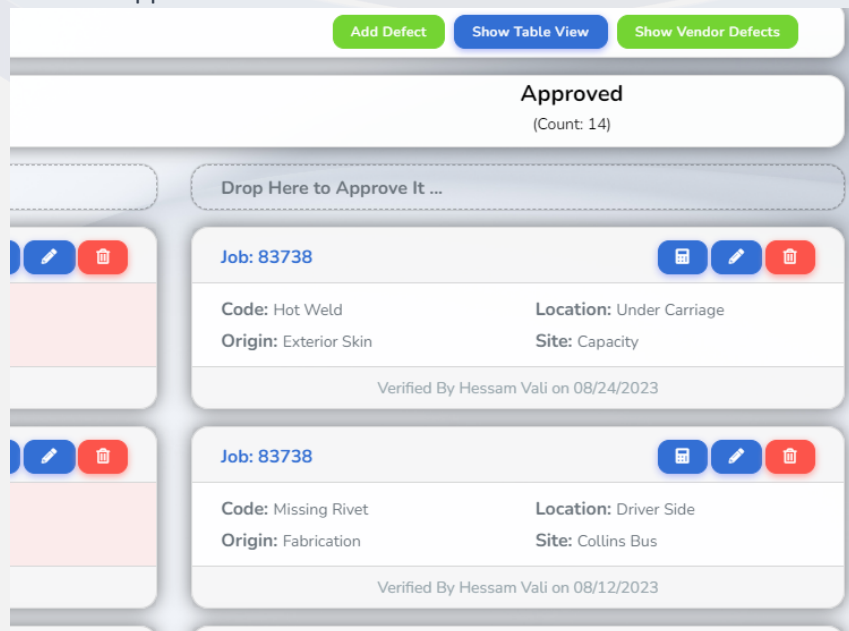 Add Defect Show Table View Show Vendor Defects
Approved
(Count: 14)
Drop Here to Approve It ...
Job: 83738
Code: Hot Weld Location: Under Carriage
Origin: Exterior Skin Site: Capacity
Verified By Hessam Vali on 08/24/2023
Job: 83738
Code: Missing Rivet Location: Driver Side
Origin: Fabrication Site: Collins Bus
Verified By Hessam Vali on 08/12/2023